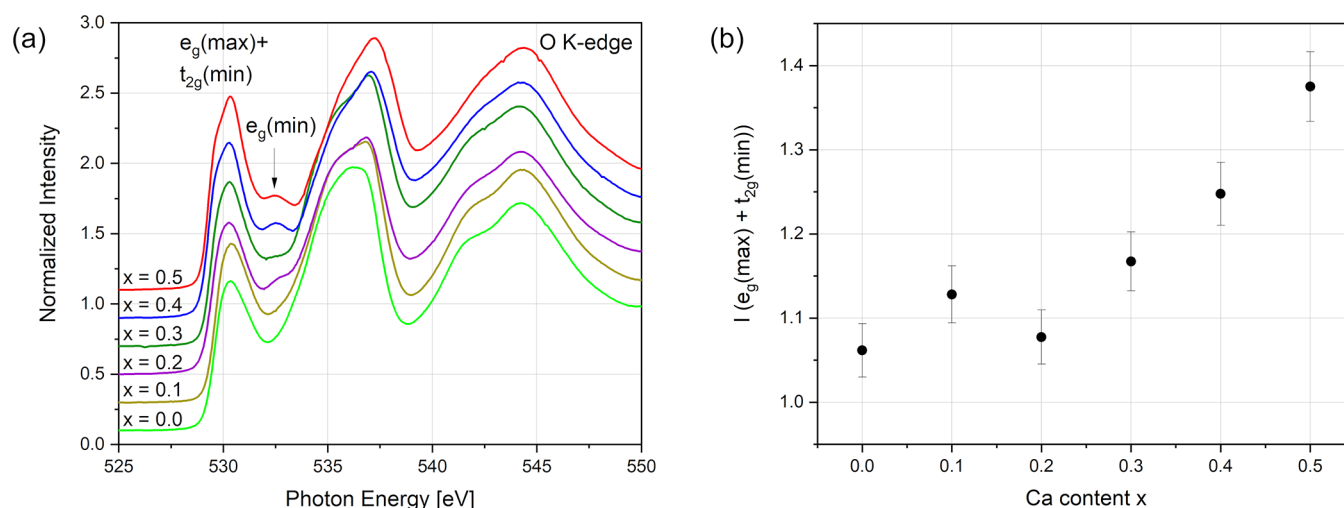 (a)
e_g(max)+
t_2g(min)
O K-edge
e_g(min)
x = 0.5
x = 0.4
x = 0.3
x = 0.2
x = 0.1
x = 0.0
3.0
2.5
2.0
1.5
1.0
0.5
0.0
Normalized Intensity
525
530
535
540
545
550
Photon Energy [eV]
(b)
1.4
1.3
1.2
1.1
1.0
I (e_g(max) + t_2g(min))
0.0
0.1
0.2
0.3
0.4
0.5
Ca content x